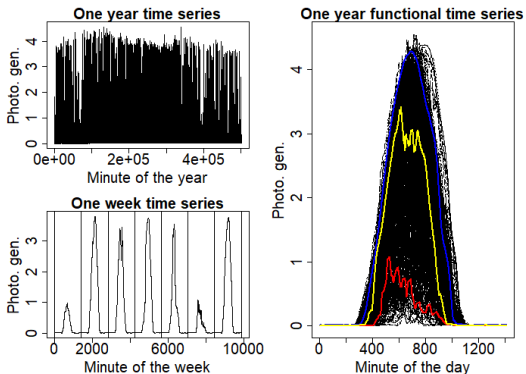 One year time series
Photo. gen.
0 1 2 3 4
0e+00 2e+05 4e+05
Minute of the year
One week time series
Photo. gen.
0 1 2 3
0 2000 6000 10000
Minute of the week
One year functional time series
Photo. gen.
0 1 2 3 4
0 400 800 1200
Minute of the day